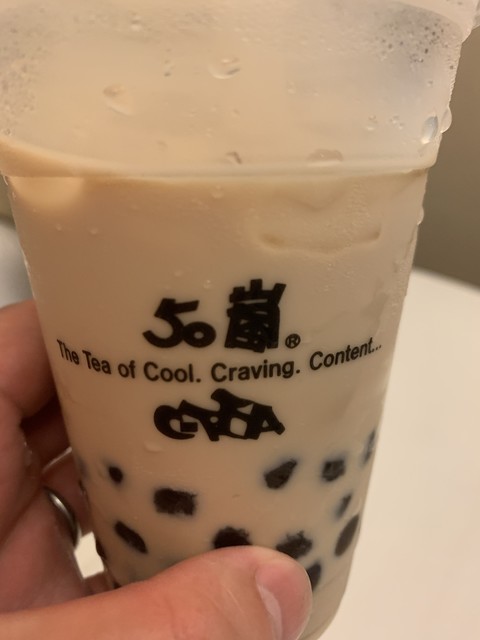 50嵐®
The Tea of Cool. Craving. Content...